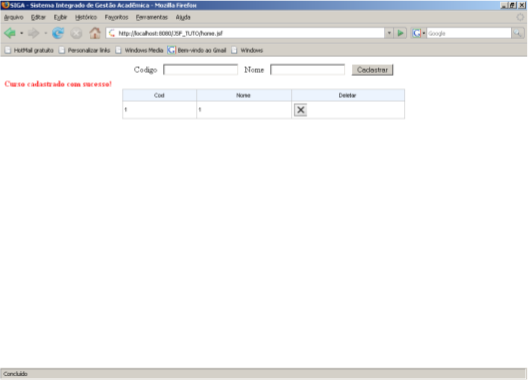 SIGA - Sistema Integrado de Gestão Acadêmica - Mozilla Firefox
Arquivo Editar Exibir Histórico Favoritos Ferramentas Ajuda
http://localhost:8080/JSF_TUTO/home.jsf
Google
HotMail gratuito Personalizar links Windows Media Bem-vindo ao Gmail Windows
Codigo Nome Cadastrar
Curso cadastrado com sucesso!
Cod Nome Deletar
1 1
Concluído